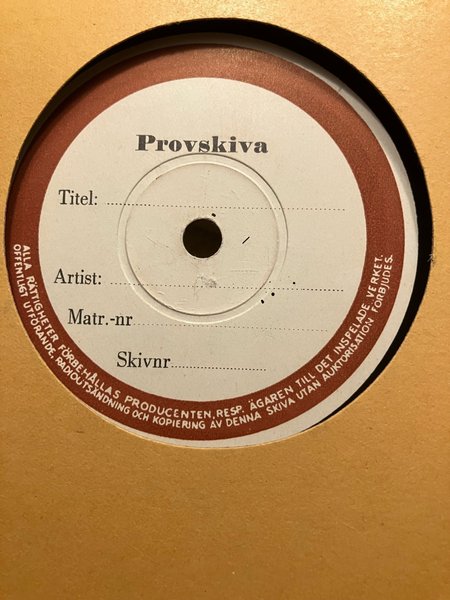 Provskiva
Titel:
Artist:
Matr.-nr
Skivnr
ALLA RÄTTIGHETER FÖRBEHÅLLAS PRODUCENTEN, RESP. ÄGAREN TILL DET INSPELADE VERKET.
OFFENTLIGT UTFÖRANDE, RADIOUTSÄNDNING OCH KOPIERING AV DENNA SKIVA UTAN AUKTORISATION FÖRBJUDES.